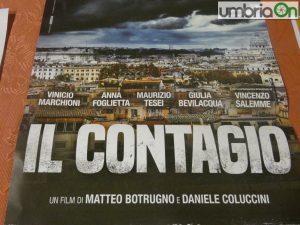 umbriaOn
VINICIO MARCHIONI
ANNA FOGLIETTA
MAURIZIO TESEI
GIULIA BEVILACQUA
VINCENZO SALEMME
IL CONTAGIO
UN FILM DI MATTEO BOTRUGNO E DANIELE COLUCCINI